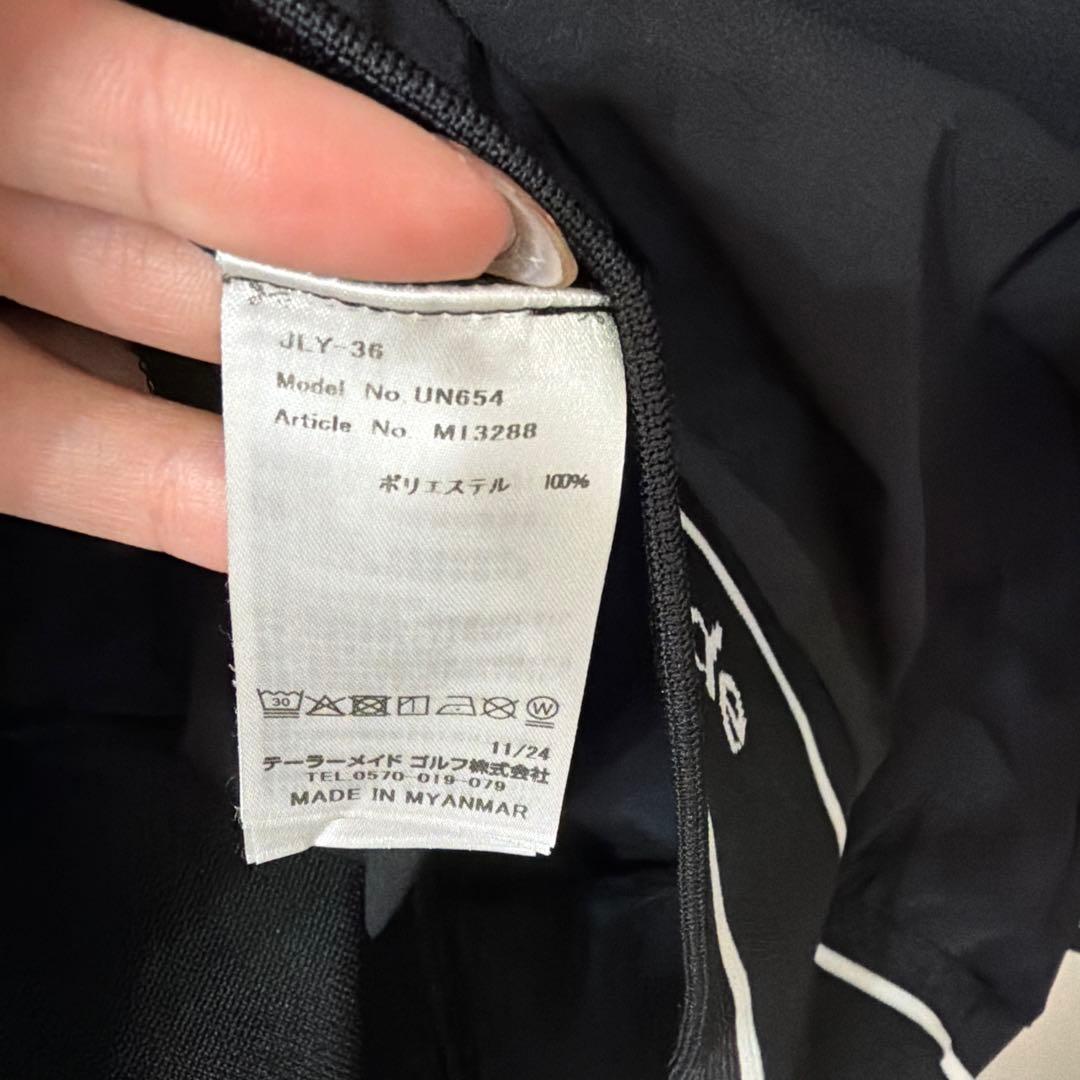 JLY-36
Model No. UN654
Article No. M13288
ポリエステル 100%
30 W
11/24
テーラーメイド ゴルフ株式会社
TEL.0570-019-079
MADE IN MYANMAR